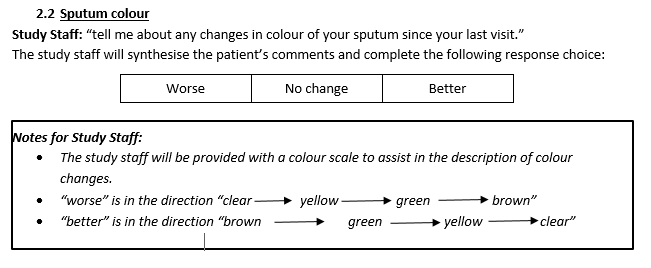 2.2 Sputum colour
Study Staff: “tell me about any changes in colour of your sputum since your last visit.”
The study staff will synthesise the patient’s comments and complete the following response choice:
Worse No change Better
Notes for Study Staff:
• The study staff will be provided with a colour scale to assist in the description of colour
changes.
• “worse” is in the direction “clear → yellow → green → brown”
• “better” is in the direction “brown → green → yellow → clear”